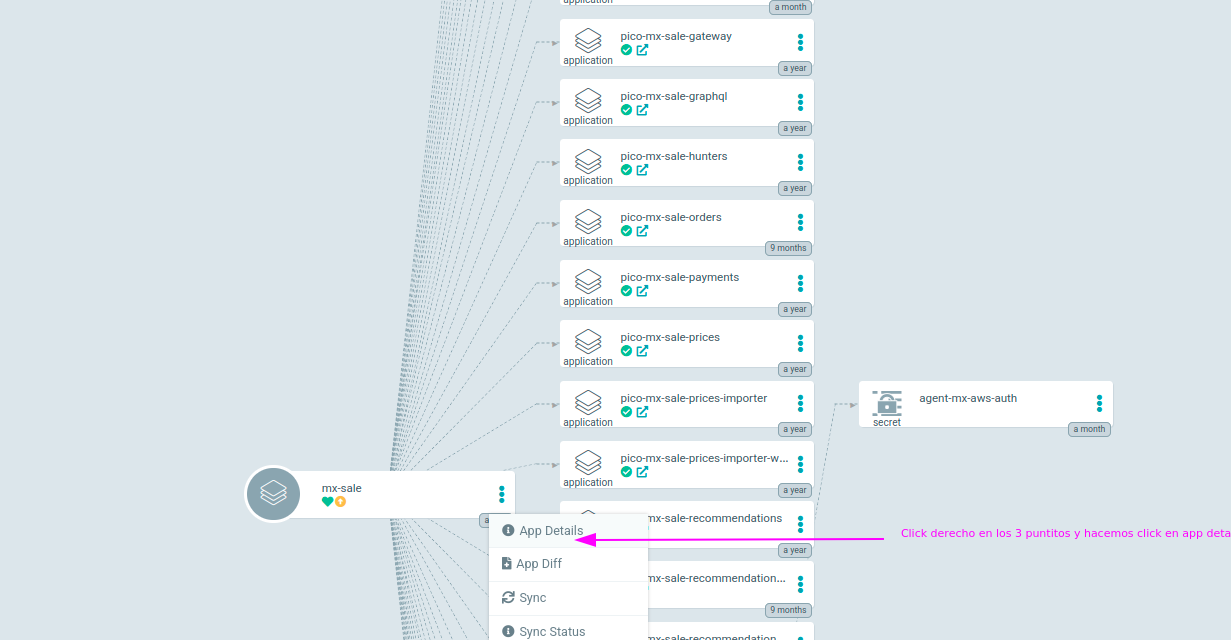 application
a month
pico-mx-sale-gateway
application
a year
pico-mx-sale-graphql
application
a year
pico-mx-sale-hunters
application
a year
pico-mx-sale-orders
application
9 months
pico-mx-sale-payments
application
a year
pico-mx-sale-prices
application
a year
pico-mx-sale-prices-importer
application
a year
agent-mx-aws-auth
secret
a month
pico-mx-sale-prices-importer-w...
application
a year
mx-sale
a
mx-sale-recommendations
a year
App Details
Click derecho en los 3 puntitos y hacemos click en app deta
App Diff
mx-sale-recommendation...
9 months
Sync
Sync Status
mx-sale-recommendation